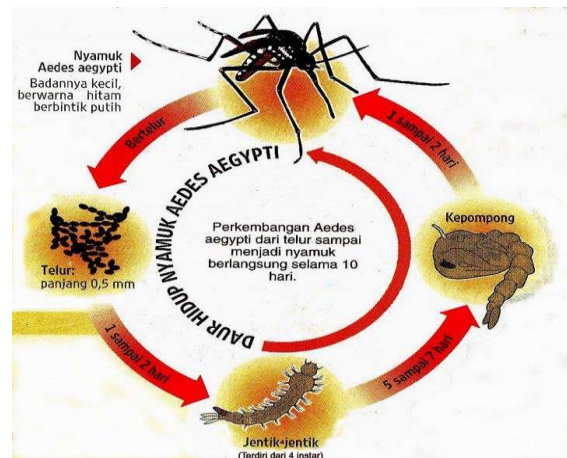 Nyamuk
Aedes aegypti
Badannya kecil,
berwarna hitam
berbintik putih
Bertelur
1 sampai 2 hari
DAUR HIDUP NYAMUK AEDES AEGYPTI
Perkembangan Aedes
aegypti dari telur sampai
menjadi nyamuk
berlangsung selama 10
hari.
Kepompong
Telur:
panjang 0,5 mm
1 sampai 2 hari
5 sampai 7 hari
Jentik-jentik
(Terdiri dari 4 instar)